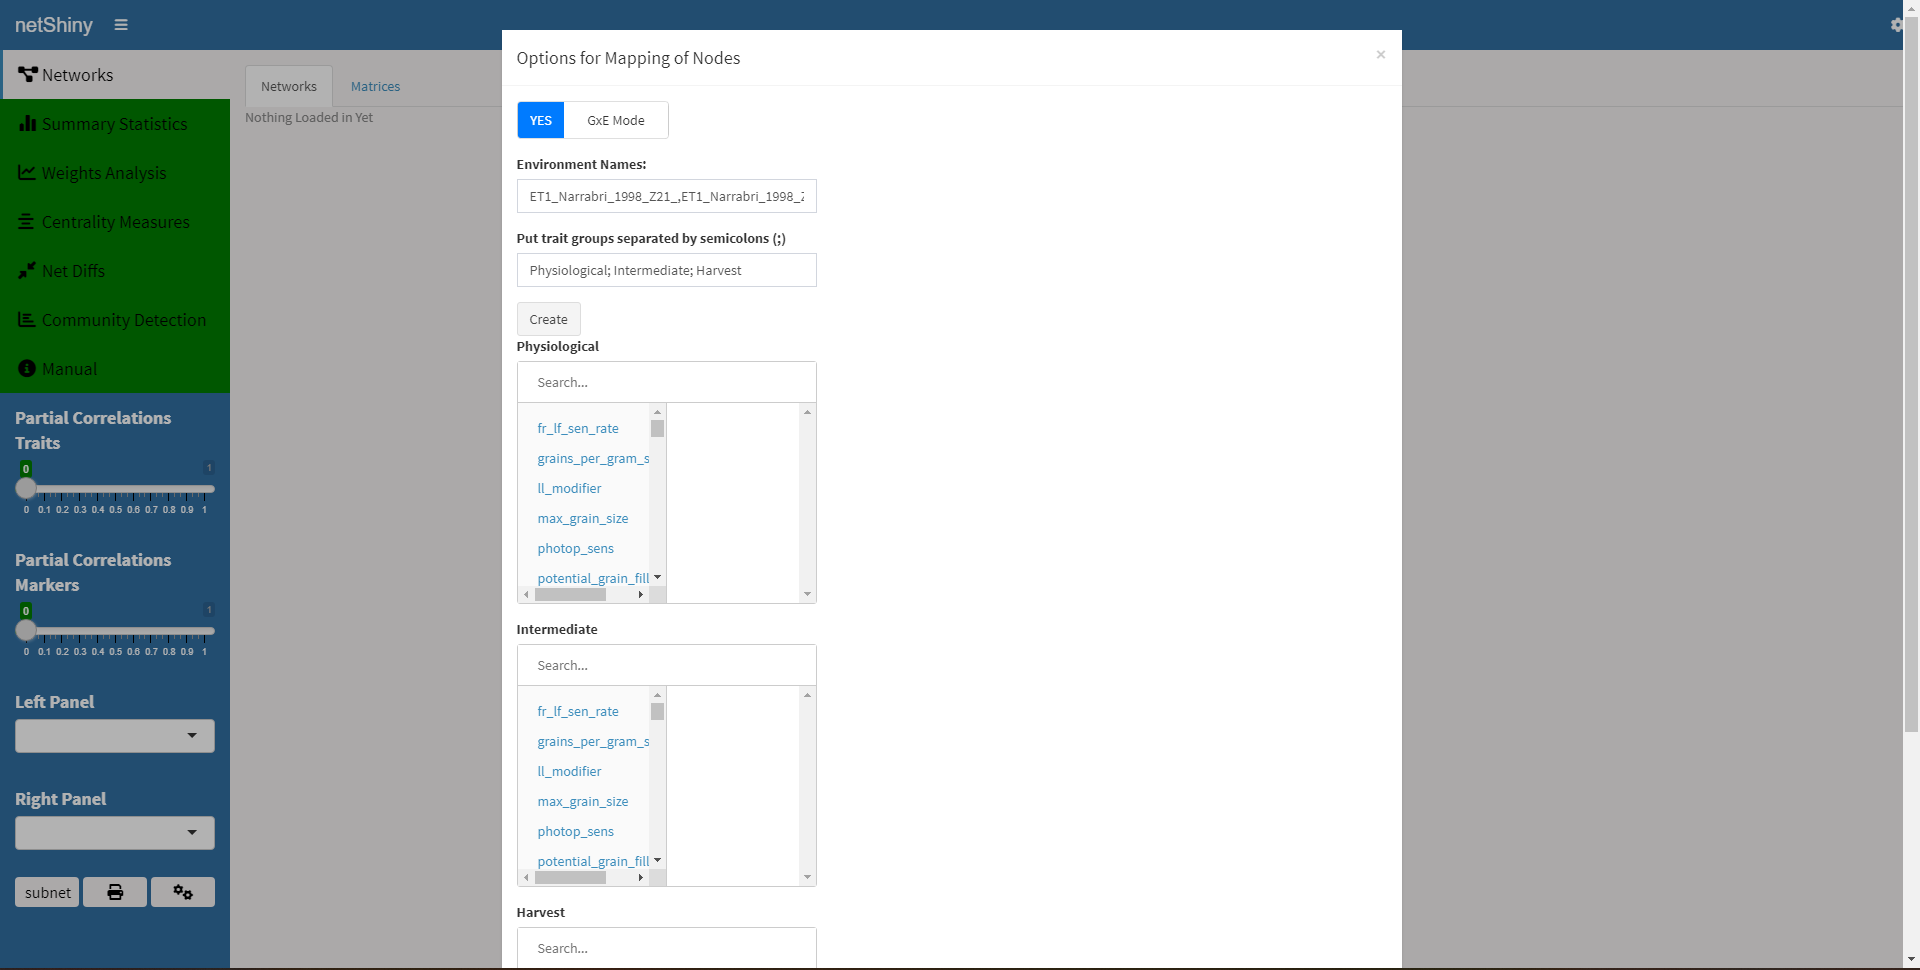 netShiny
Networks
Summary Statistics
Weights Analysis
Centrality Measures
Net Diffs
Community Detection
Manual
Partial Correlations
Traits
0 1
0 0.1 0.2 0.3 0.4 0.5 0.6 0.7 0.8 0.9 1
Partial Correlations
Markers
0 1
0 0.1 0.2 0.3 0.4 0.5 0.6 0.7 0.8 0.9 1
Left Panel
Right Panel
subnet
Networks Matrices
Nothing Loaded in Yet
Options for Mapping of Nodes ×
YES GxE Mode
Environment Names:
ET1_Narrabri_1998_Z21_,ET1_Narrabri_1998_Z
Put trait groups separated by semicolons (;)
Physiological; Intermediate; Harvest
Create
Physiological
Search...
fr_lf_sen_rate
grains_per_gram_s
ll_modifier
max_grain_size
photop_sens
potential_grain_fill
Intermediate
Search...
fr_lf_sen_rate
grains_per_gram_s
ll_modifier
max_grain_size
photop_sens
potential_grain_fill
Harvest
Search...